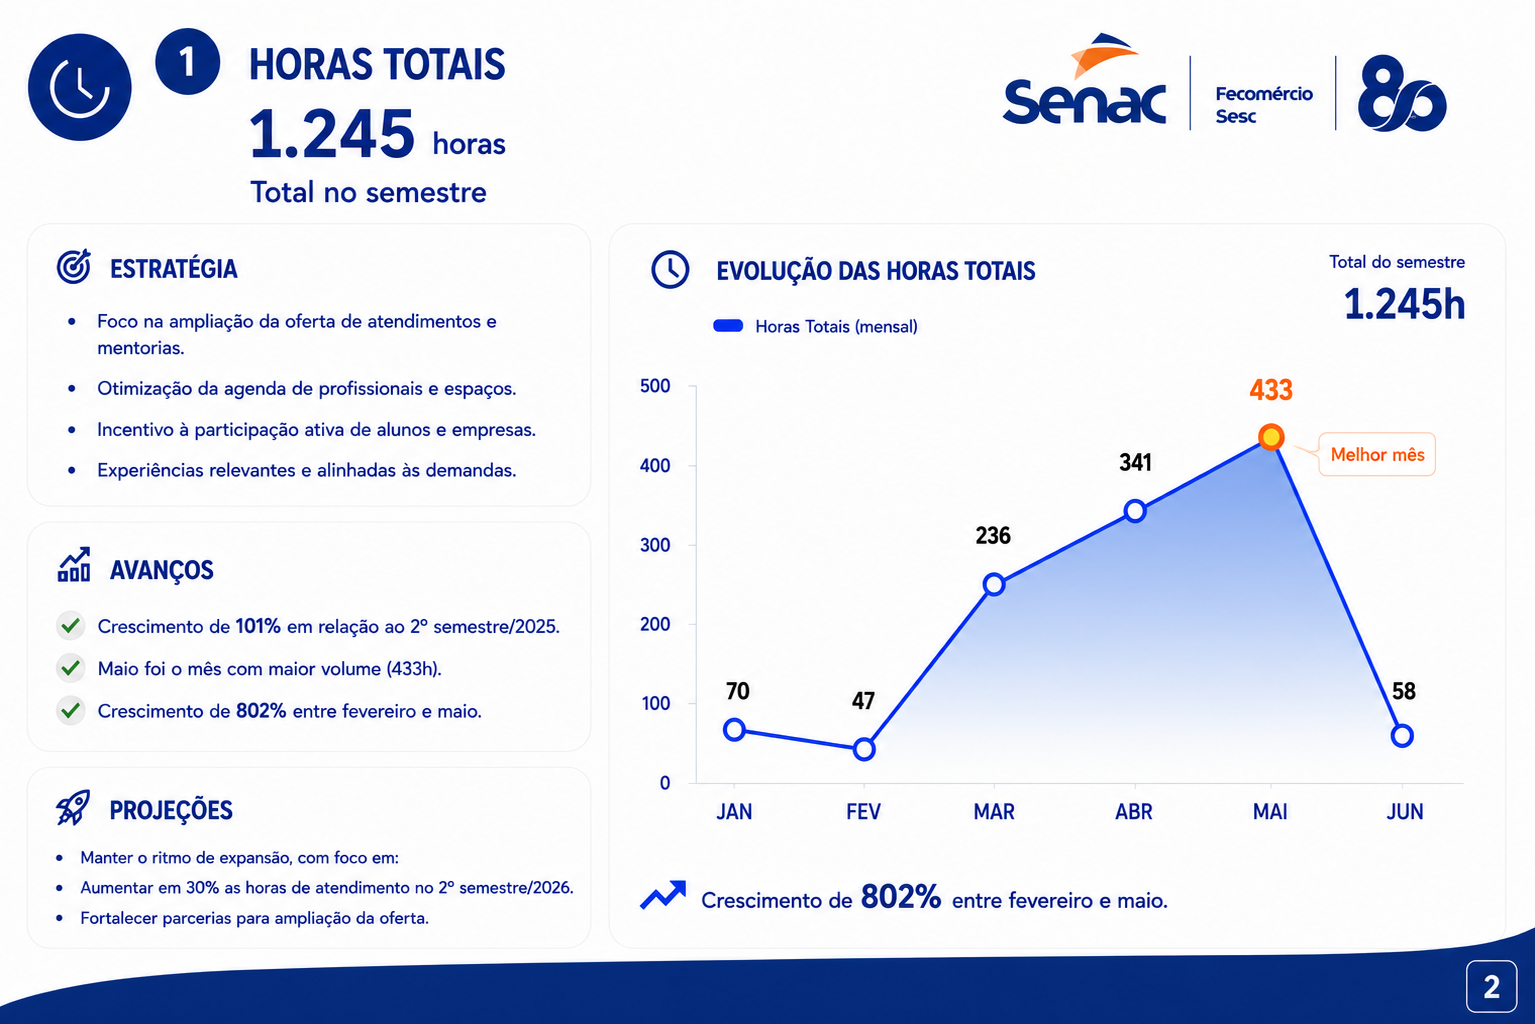 1
HORAS TOTAIS
1.245 horas
Total no semestre
Senac
Fecomércio
Sesc
80
ESTRATÉGIA
• Foco na ampliação da oferta de atendimentos e
mentorias.
• Otimização da agenda de profissionais e espaços.
• Incentivo à participação ativa de alunos e empresas.
• Experiências relevantes e alinhadas às demandas.
AVANÇOS
Crescimento de 101% em relação ao 2º semestre/2025.
Maio foi o mês com maior volume (433h).
Crescimento de 802% entre fevereiro e maio.
PROJEÇÕES
• Manter o ritmo de expansão, com foco em:
• Aumentar em 30% as horas de atendimento no 2º semestre/2026.
• Fortalecer parcerias para ampliação da oferta.
EVOLUÇÃO DAS HORAS TOTAIS
Total do semestre
1.245h
Horas Totais (mensal)
500
400
300
200
100
0
70
47
236
341
433
58
Melhor mês
JAN
FEV
MAR
ABR
MAI
JUN
Crescimento de 802% entre fevereiro e maio.
2